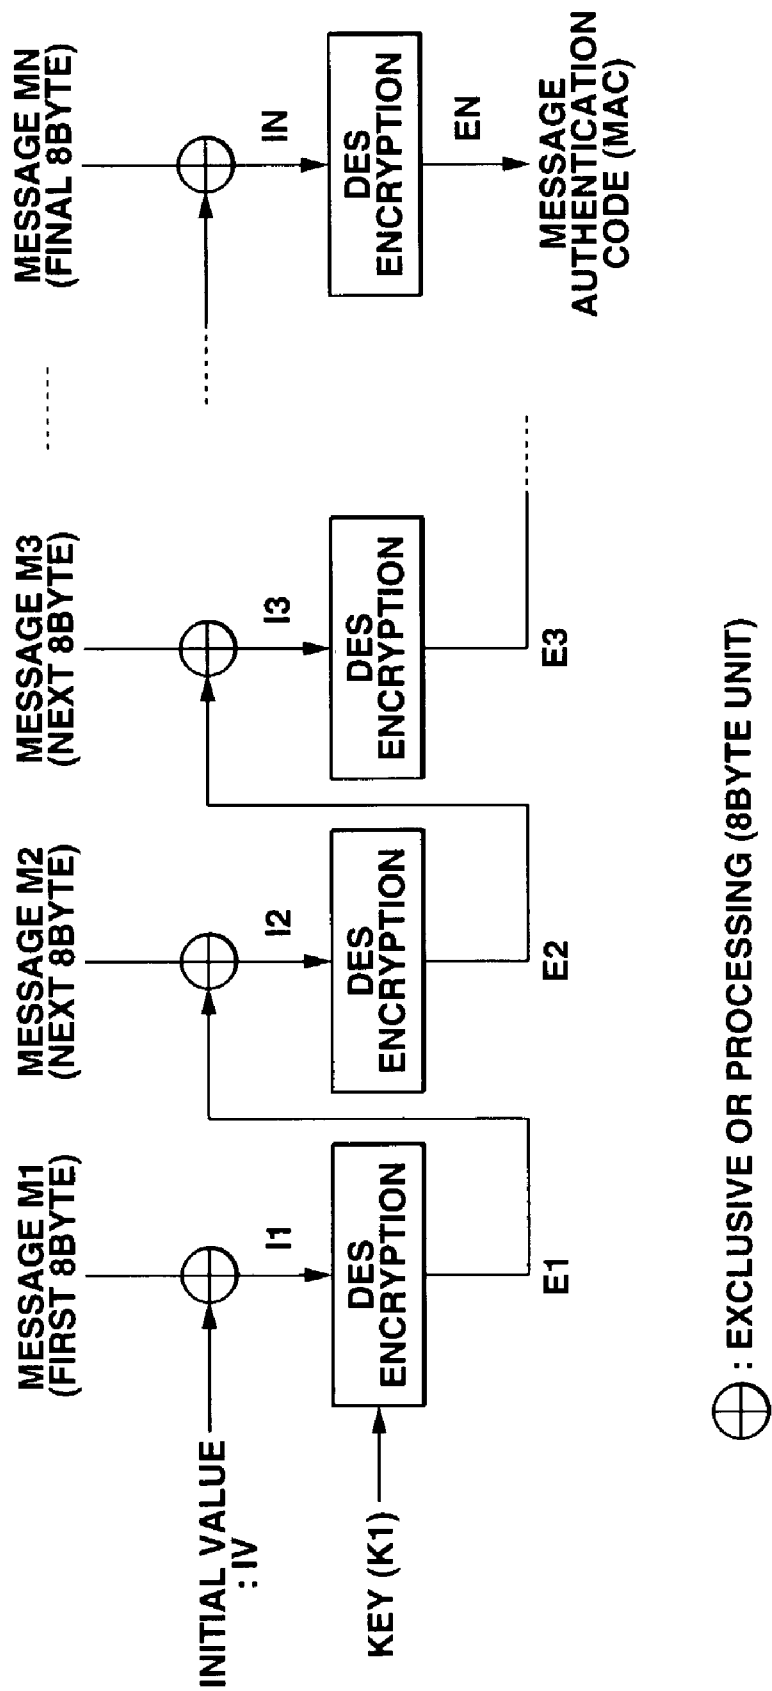 MESSAGE M1
(FIRST 8BYTE)
MESSAGE M2
(NEXT 8BYTE)
MESSAGE M3
(NEXT 8BYTE)
MESSAGE MN
(FINAL 8BYTE)
INITIAL VALUE
: IV
I1
I2
I3
IN
KEY (K1)
DES
ENCRYPTION
DES
ENCRYPTION
DES
ENCRYPTION
DES
ENCRYPTION
E1
E2
E3
EN
MESSAGE
AUTHENTICATION
CODE (MAC)
: EXCLUSIVE OR PROCESSING (8BYTE UNIT)